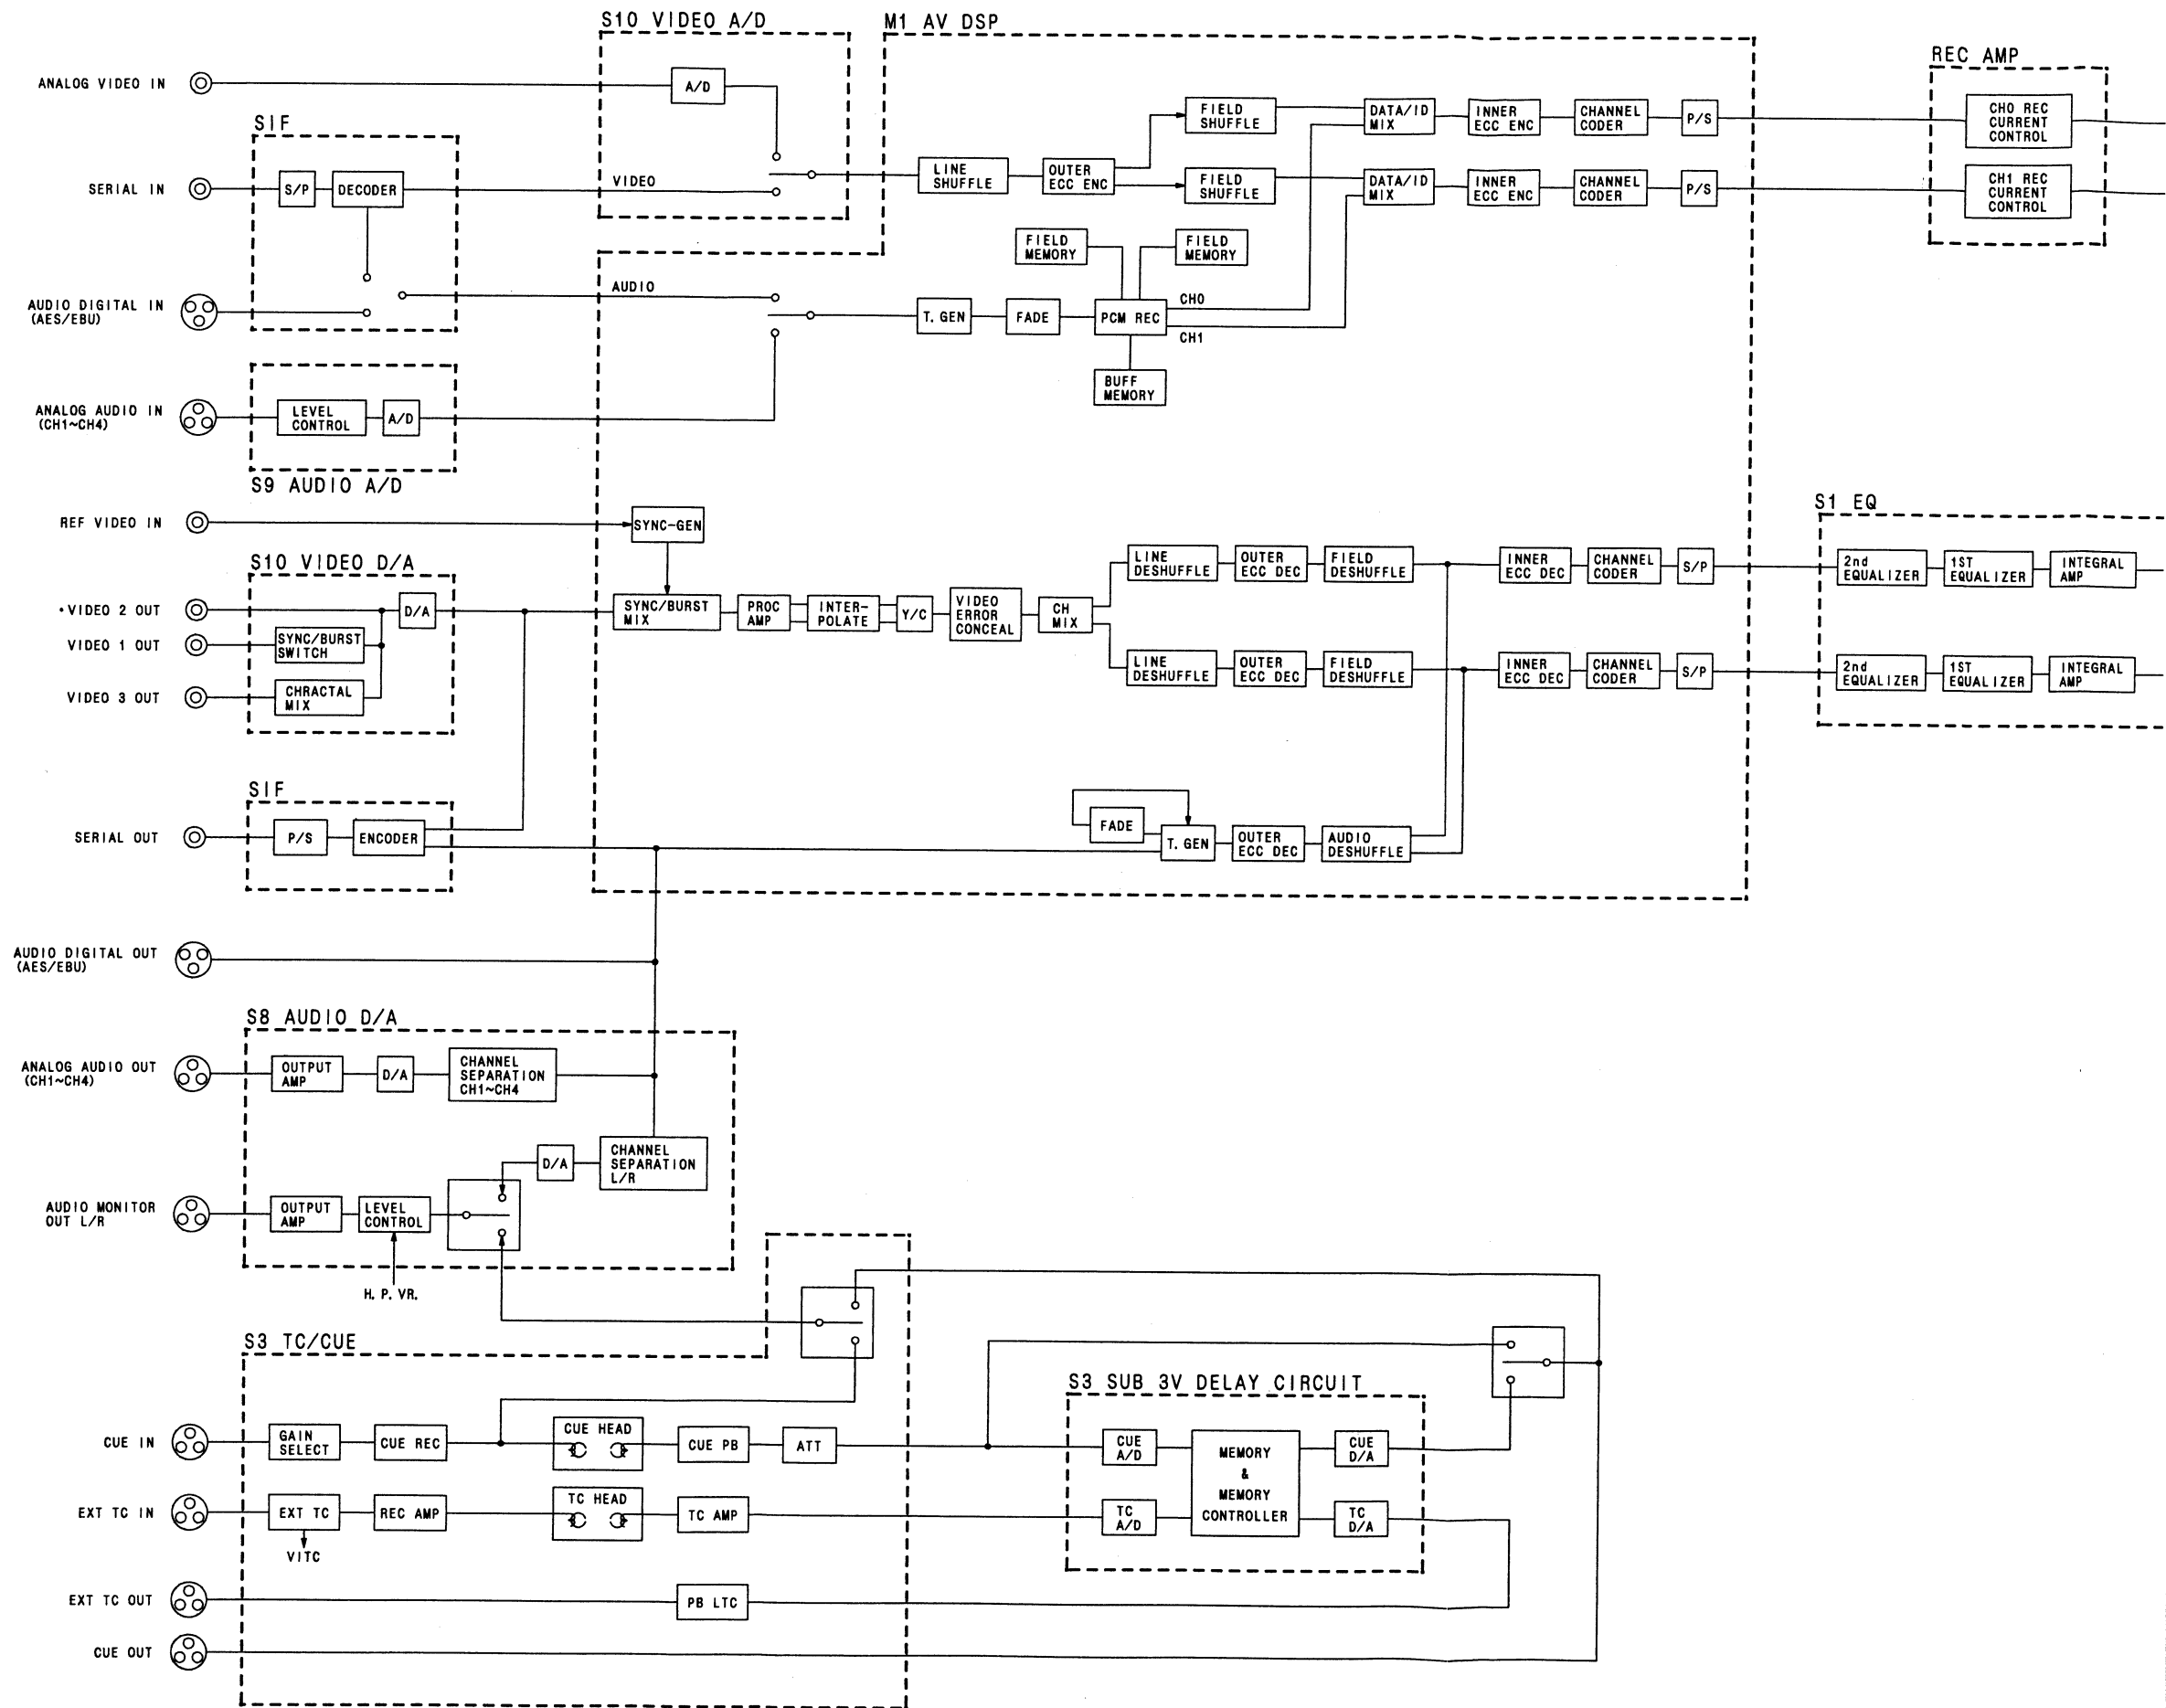 S10 VIDEO A/D
M1 AV DSP
REC AMP
ANALOG VIDEO IN
A/D
SIF
SERIAL IN
S/P
DECODER
VIDEO
LINE
SHUFFLE
OUTER
ECC ENC
FIELD
SHUFFLE
DATA/ID
MIX
INNER
ECC ENC
CHANNEL
CODER
P/S
CH0 REC
CURRENT
CONTROL
FIELD
SHUFFLE
DATA/ID
MIX
INNER
ECC ENC
CHANNEL
CODER
P/S
CH1 REC
CURRENT
CONTROL
FIELD
MEMORY
FIELD
MEMORY
AUDIO DIGITAL IN
(AES/EBU)
AUDIO
T. GEN
FADE
PCM REC
CH0
CH1
BUFF
MEMORY
ANALOG AUDIO IN
(CH1~CH4)
LEVEL
CONTROL
A/D
S9 AUDIO A/D
REF VIDEO IN
SYNC-GEN
S1 EQ
S10 VIDEO D/A
VIDEO 2 OUT
D/A
SYNC/BURST
MIX
PROC
AMP
INTER-
POLATE
Y/C
VIDEO
ERROR
CONCEAL
CH
MIX
LINE
DESHUFFLE
OUTER
ECC DEC
FIELD
DESHUFFLE
INNER
ECC DEC
CHANNEL
CODER
S/P
2nd
EQUALIZER
1ST
EQUALIZER
INTEGRAL
AMP
VIDEO 1 OUT
SYNC/BURST
SWITCH
LINE
DESHUFFLE
OUTER
ECC DEC
FIELD
DESHUFFLE
INNER
ECC DEC
CHANNEL
CODER
S/P
2nd
EQUALIZER
1ST
EQUALIZER
INTEGRAL
AMP
VIDEO 3 OUT
CHRACTAL
MIX
SIF
SERIAL OUT
P/S
ENCODER
FADE
T. GEN
OUTER
ECC DEC
AUDIO
DESHUFFLE
AUDIO DIGITAL OUT
(AES/EBU)
S8 AUDIO D/A
ANALOG AUDIO OUT
(CH1~CH4)
OUTPUT
AMP
D/A
CHANNEL
SEPARATION
CH1~CH4
D/A
CHANNEL
SEPARATION
L/R
AUDIO MONITOR
OUT L/R
OUTPUT
AMP
LEVEL
CONTROL
H. P. VR.
S3 TC/CUE
S3 SUB 3V DELAY CIRCUIT
CUE IN
GAIN
SELECT
CUE REC
CUE HEAD
CUE PB
ATT
CUE
A/D
MEMORY
&
MEMORY
CONTROLLER
CUE
D/A
EXT TC IN
EXT TC
REC AMP
TC HEAD
TC AMP
TC
A/D
TC
D/A
VITC
EXT TC OUT
PB LTC
CUE OUT